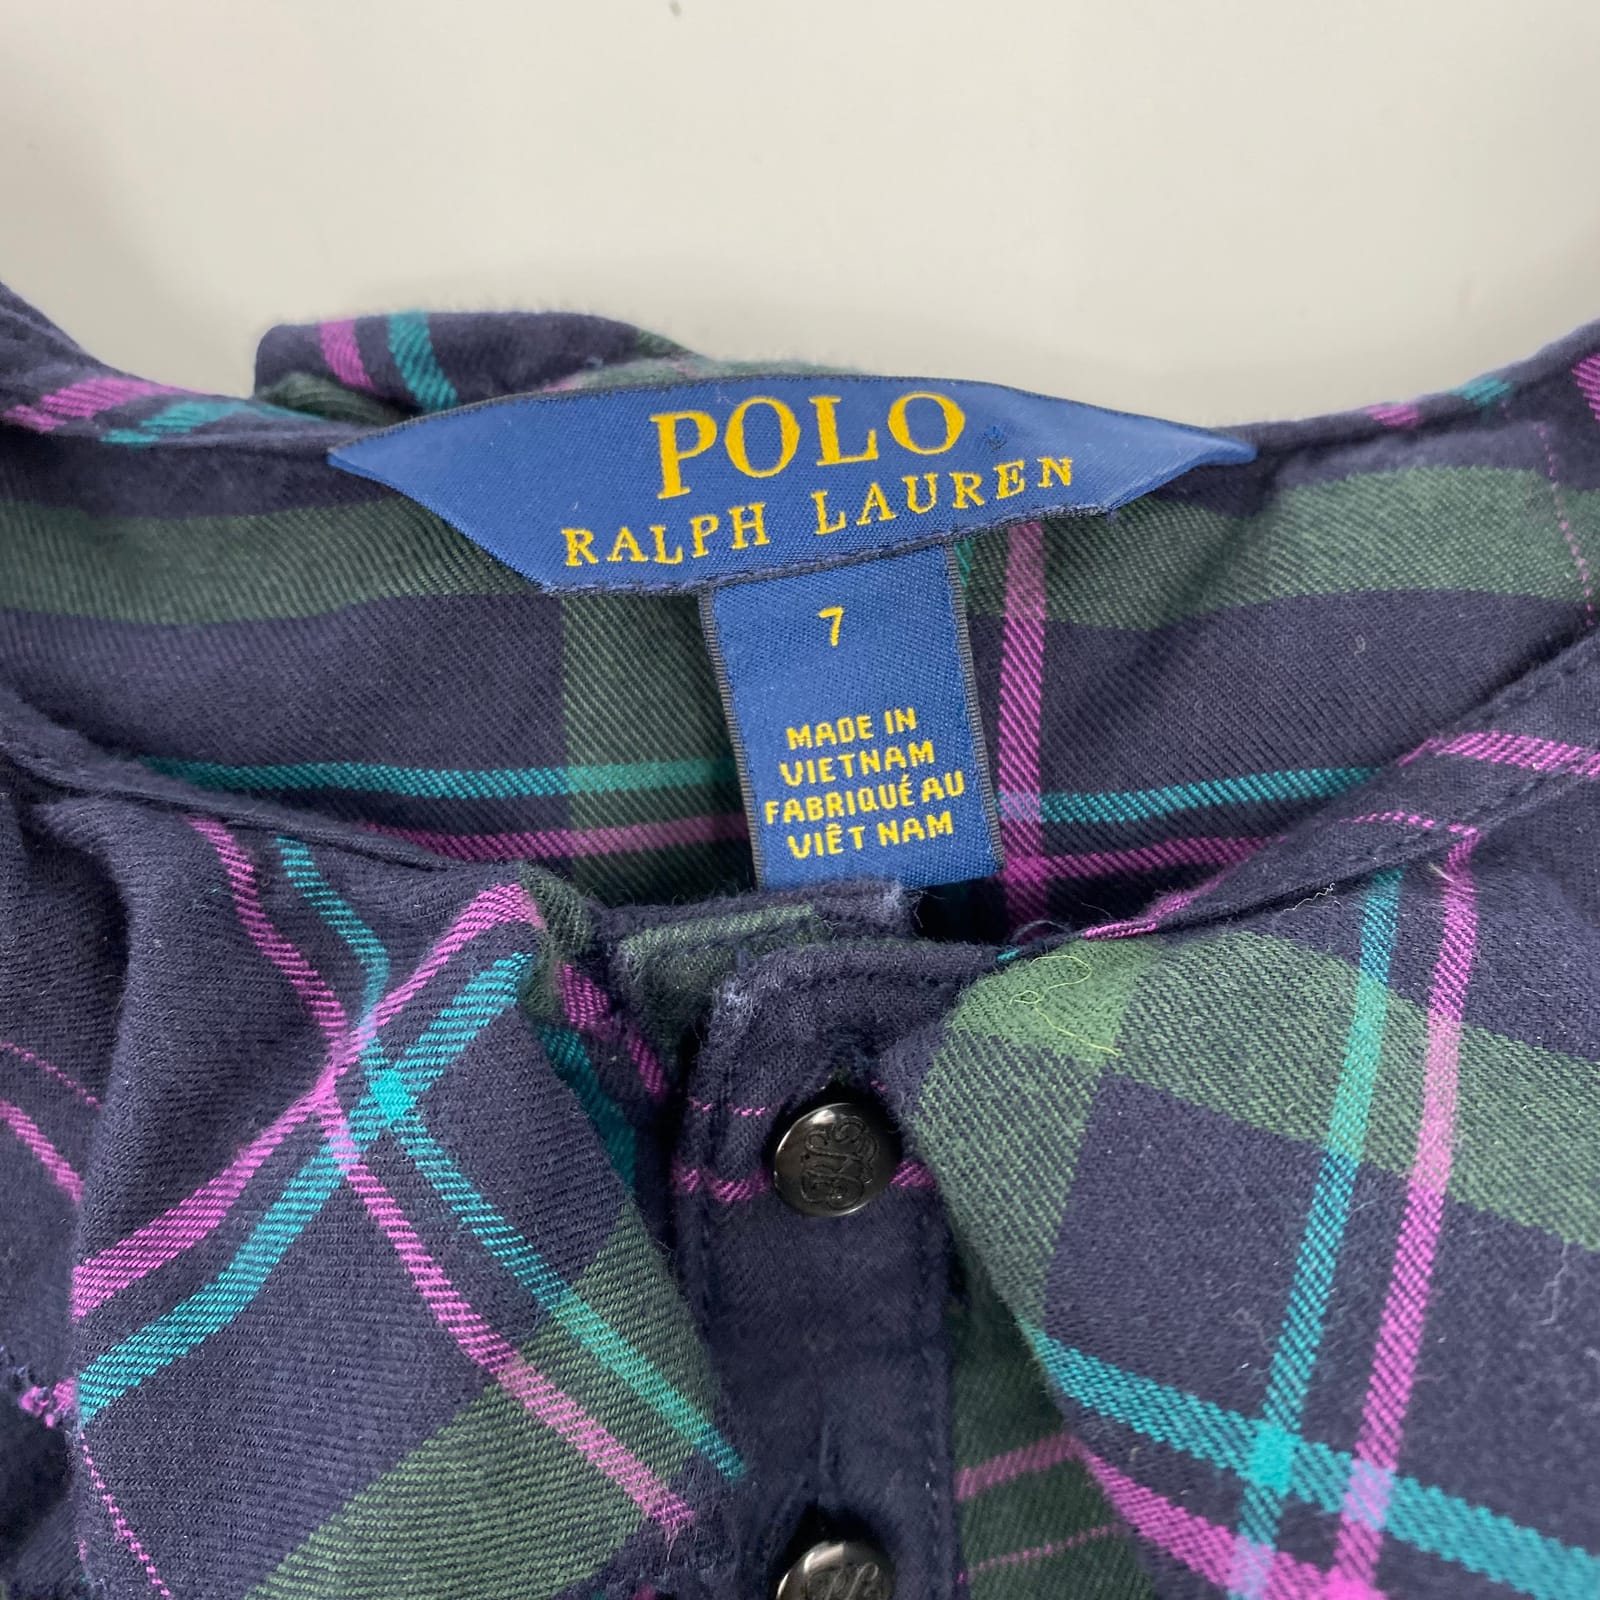 POLO
RALPH LAUREN
7
MADE IN
VIETNAM
FABRIQUÉ AU
VIÊT NAM